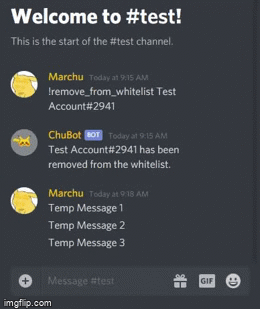 Welcome to #test!
This is the start of the #test channel.
Marchu Today at 9:15 AM
!remove_from_whitelist Test
Account#2941
ChuBot BOT Today at 9:15 AM
Test Account#2941 has been
removed from the whitelist.
Marchu Today at 9:18 AM
Temp Message 1
Temp Message 2
Temp Message 3
Message #test
GIF
imgflip.com